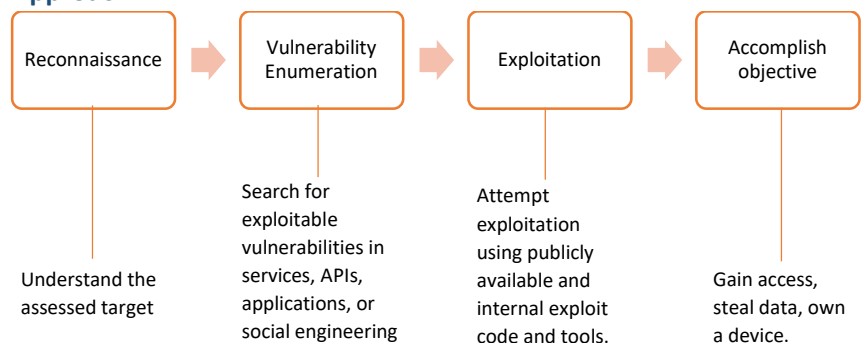 Reconnaissance
Vulnerability
Enumeration
Exploitation
Accomplish
objective
Understand the
assessed target
Search for
exploitable
vulnerabilities in
services, APIs,
applications, or
social engineering
Attempt
exploitation
using publicly
available and
internal exploit
code and tools.
Gain access,
steal data, own
a device.